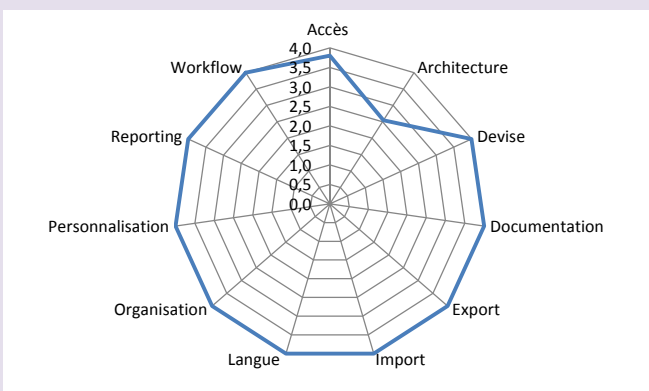 Accès
4,0
Workflow
Architecture
3,5
3,0
2,5
Reporting
Devise
2,0
1,5
1,0
0,5
0,0
Personnalisation
Documentation
Organisation
Export
Langue
Import